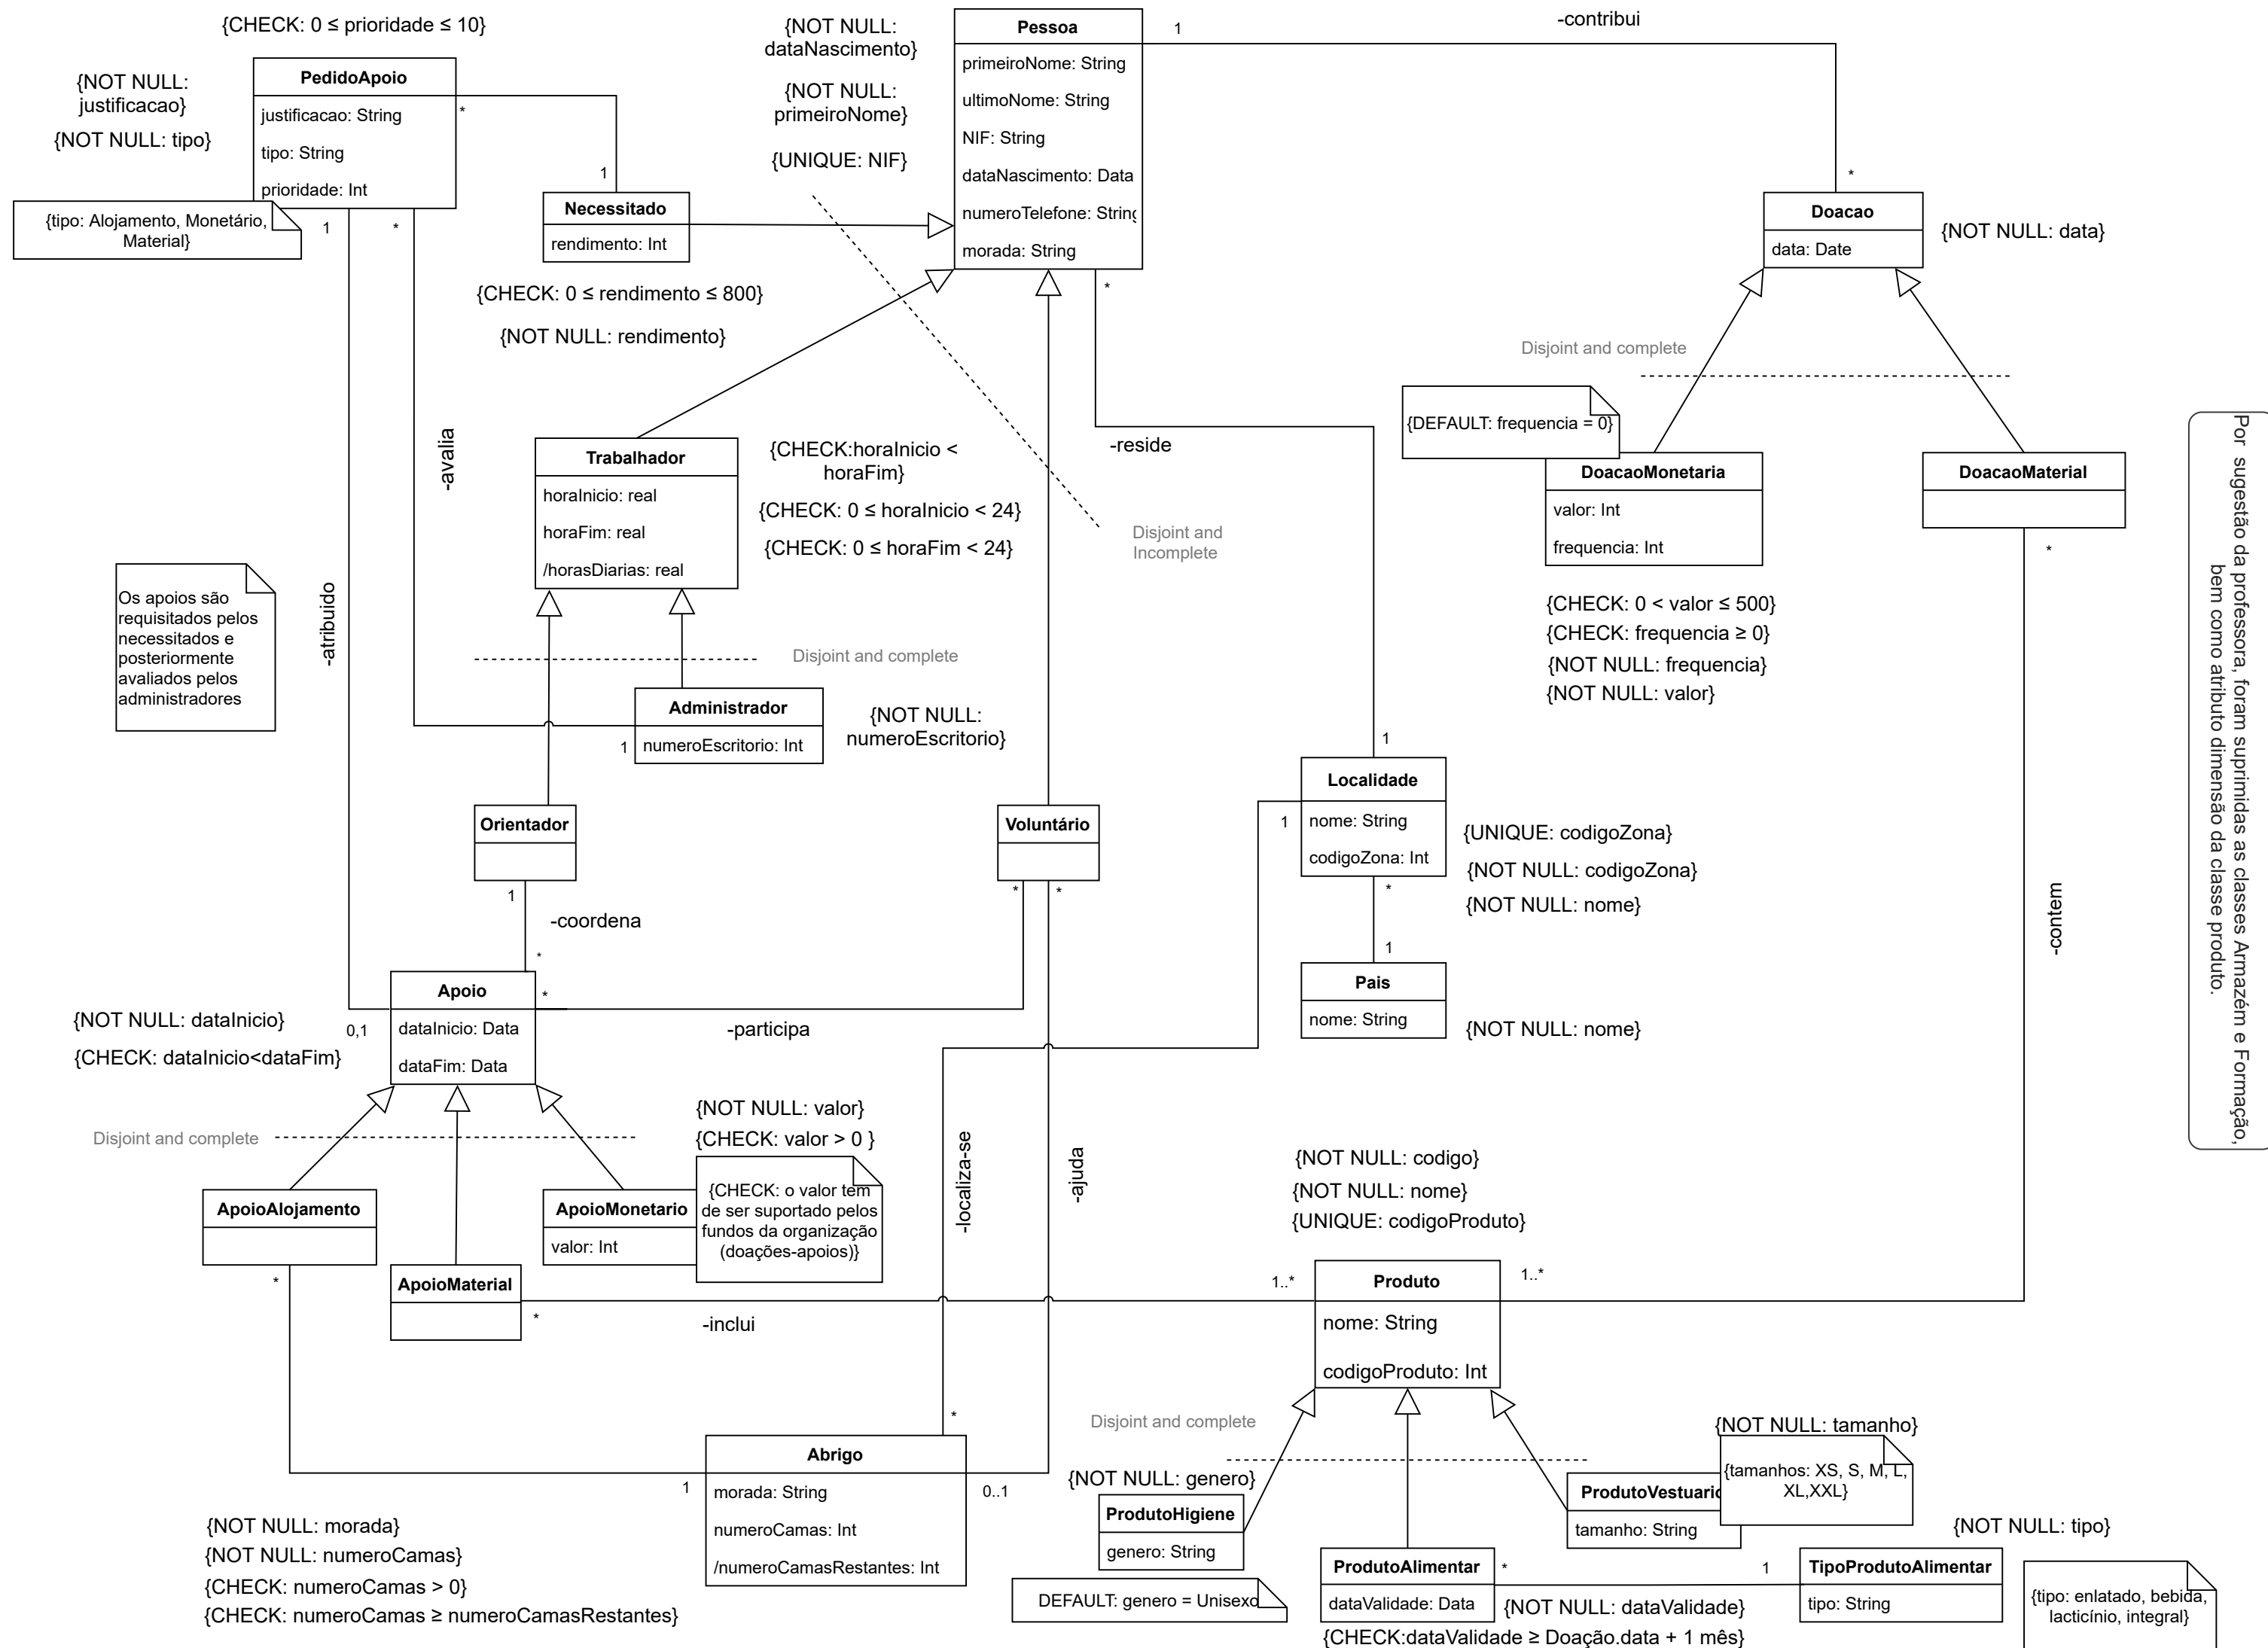 {CHECK: 0 ≤ prioridade ≤ 10}
{NOT NULL:
justificacao}
{NOT NULL: tipo}
PedidoApoio
justificacao: String
tipo: String
prioridade: Int
{tipo: Alojamento, Monetário,
Material}
*
1
1
*
Necessitado
rendimento: Int
{CHECK: 0 ≤ rendimento ≤ 800}
{NOT NULL: rendimento}
{NOT NULL:
dataNascimento}
{NOT NULL:
primeiroNome}
{UNIQUE: NIF}
Pessoa
primeiroNome: String
ultimoNome: String
NIF: String
dataNascimento: Data
numeroTelefone: String
morada: String
1
-contribui
*
*
Doacao
data: Date
{NOT NULL: data}
Disjoint and complete
{DEFAULT: frequencia = 0}
DoacaoMonetaria
valor: Int
frequencia: Int
DoacaoMaterial
*
{CHECK: 0 < valor ≤ 500}
{CHECK: frequencia ≥ 0}
{NOT NULL: frequencia}
{NOT NULL: valor}
Por sugestão da professora, foram suprimidas as classes Armazém e Formação,
bem como atributo dimensão da classe produto.
-avalia
Trabalhador
horaInicio: real
horaFim: real
/horasDiarias: real
{CHECK:horaInicio <
horaFim}
{CHECK: 0 ≤ horaInicio < 24}
{CHECK: 0 ≤ horaFim < 24}
-reside
Disjoint and
Incomplete
Os apoios são
requisitados pelos
necessitados e
posteriormente
avaliados pelos
administradores
-atribuido
Disjoint and complete
Administrador
numeroEscritorio: Int
1
{NOT NULL:
numeroEscritorio}
Orientador
1
-coordena
*
Voluntário
*
*
1
Localidade
nome: String
codigoZona: Int
1
*
{UNIQUE: codigoZona}
{NOT NULL: codigoZona}
{NOT NULL: nome}
1
Pais
nome: String
{NOT NULL: nome}
-contem
Apoio
dataInicio: Data
dataFim: Data
*
0,1
{NOT NULL: dataInicio}
{CHECK: dataInicio<dataFim}
-participa
Disjoint and complete
{NOT NULL: valor}
{CHECK: valor > 0 }
{CHECK: o valor tem
de ser suportado pelos
fundos da organização
(doações-apoios)}
ApoioAlojamento
*
ApoioMaterial
*
ApoioMonetario
valor: Int
-localiza-se
-ajuda
-inclui
{NOT NULL: codigo}
{NOT NULL: nome}
{UNIQUE: codigoProduto}
1..*
Produto
nome: String
codigoProduto: Int
1..*
Disjoint and complete
*
Abrigo
morada: String
numeroCamas: Int
/numeroCamasRestantes: Int
1
0..1
{NOT NULL: morada}
{NOT NULL: numeroCamas}
{CHECK: numeroCamas > 0}
{CHECK: numeroCamas ≥ numeroCamasRestantes}
{NOT NULL: genero}
ProdutoHigiene
genero: String
DEFAULT: genero = Unisexo
{NOT NULL: tamanho}
{tamanhos: XS, S, M, L,
XL,XXL}
ProdutoVestuario
tamanho: String
ProdutoAlimentar
dataValidade: Data
*
1
{NOT NULL: dataValidade}
{CHECK:dataValidade ≥ Doação.data + 1 mês}
{NOT NULL: tipo}
TipoProdutoAlimentar
tipo: String
{tipo: enlatado, bebida,
lacticínio, integral}